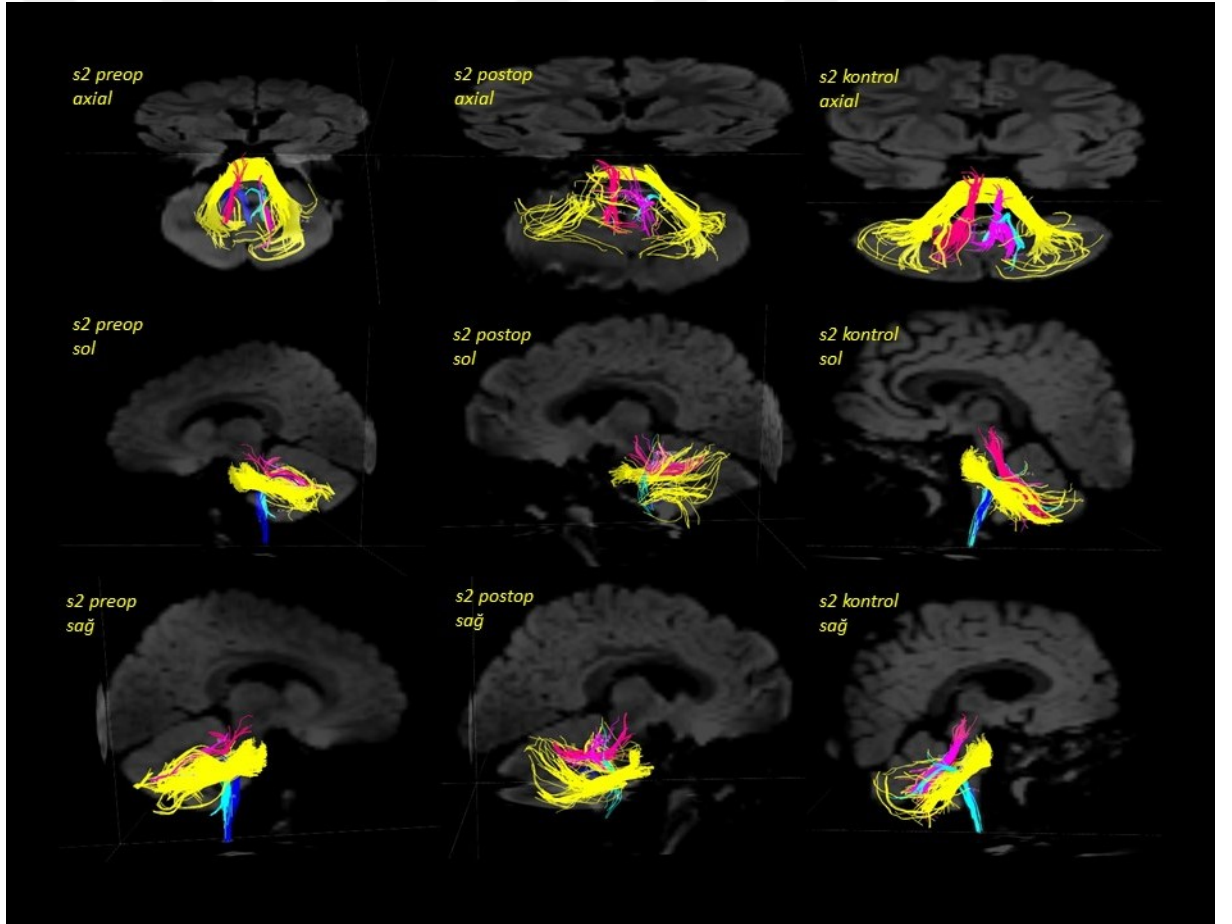 s2 preop
axial
s2 postop
axial
s2 kontrol
axial
s2 preop
sol
s2 postop
sol
s2 kontrol
sol
s2 preop
sağ
s2 postop
sağ
s2 kontrol
sağ